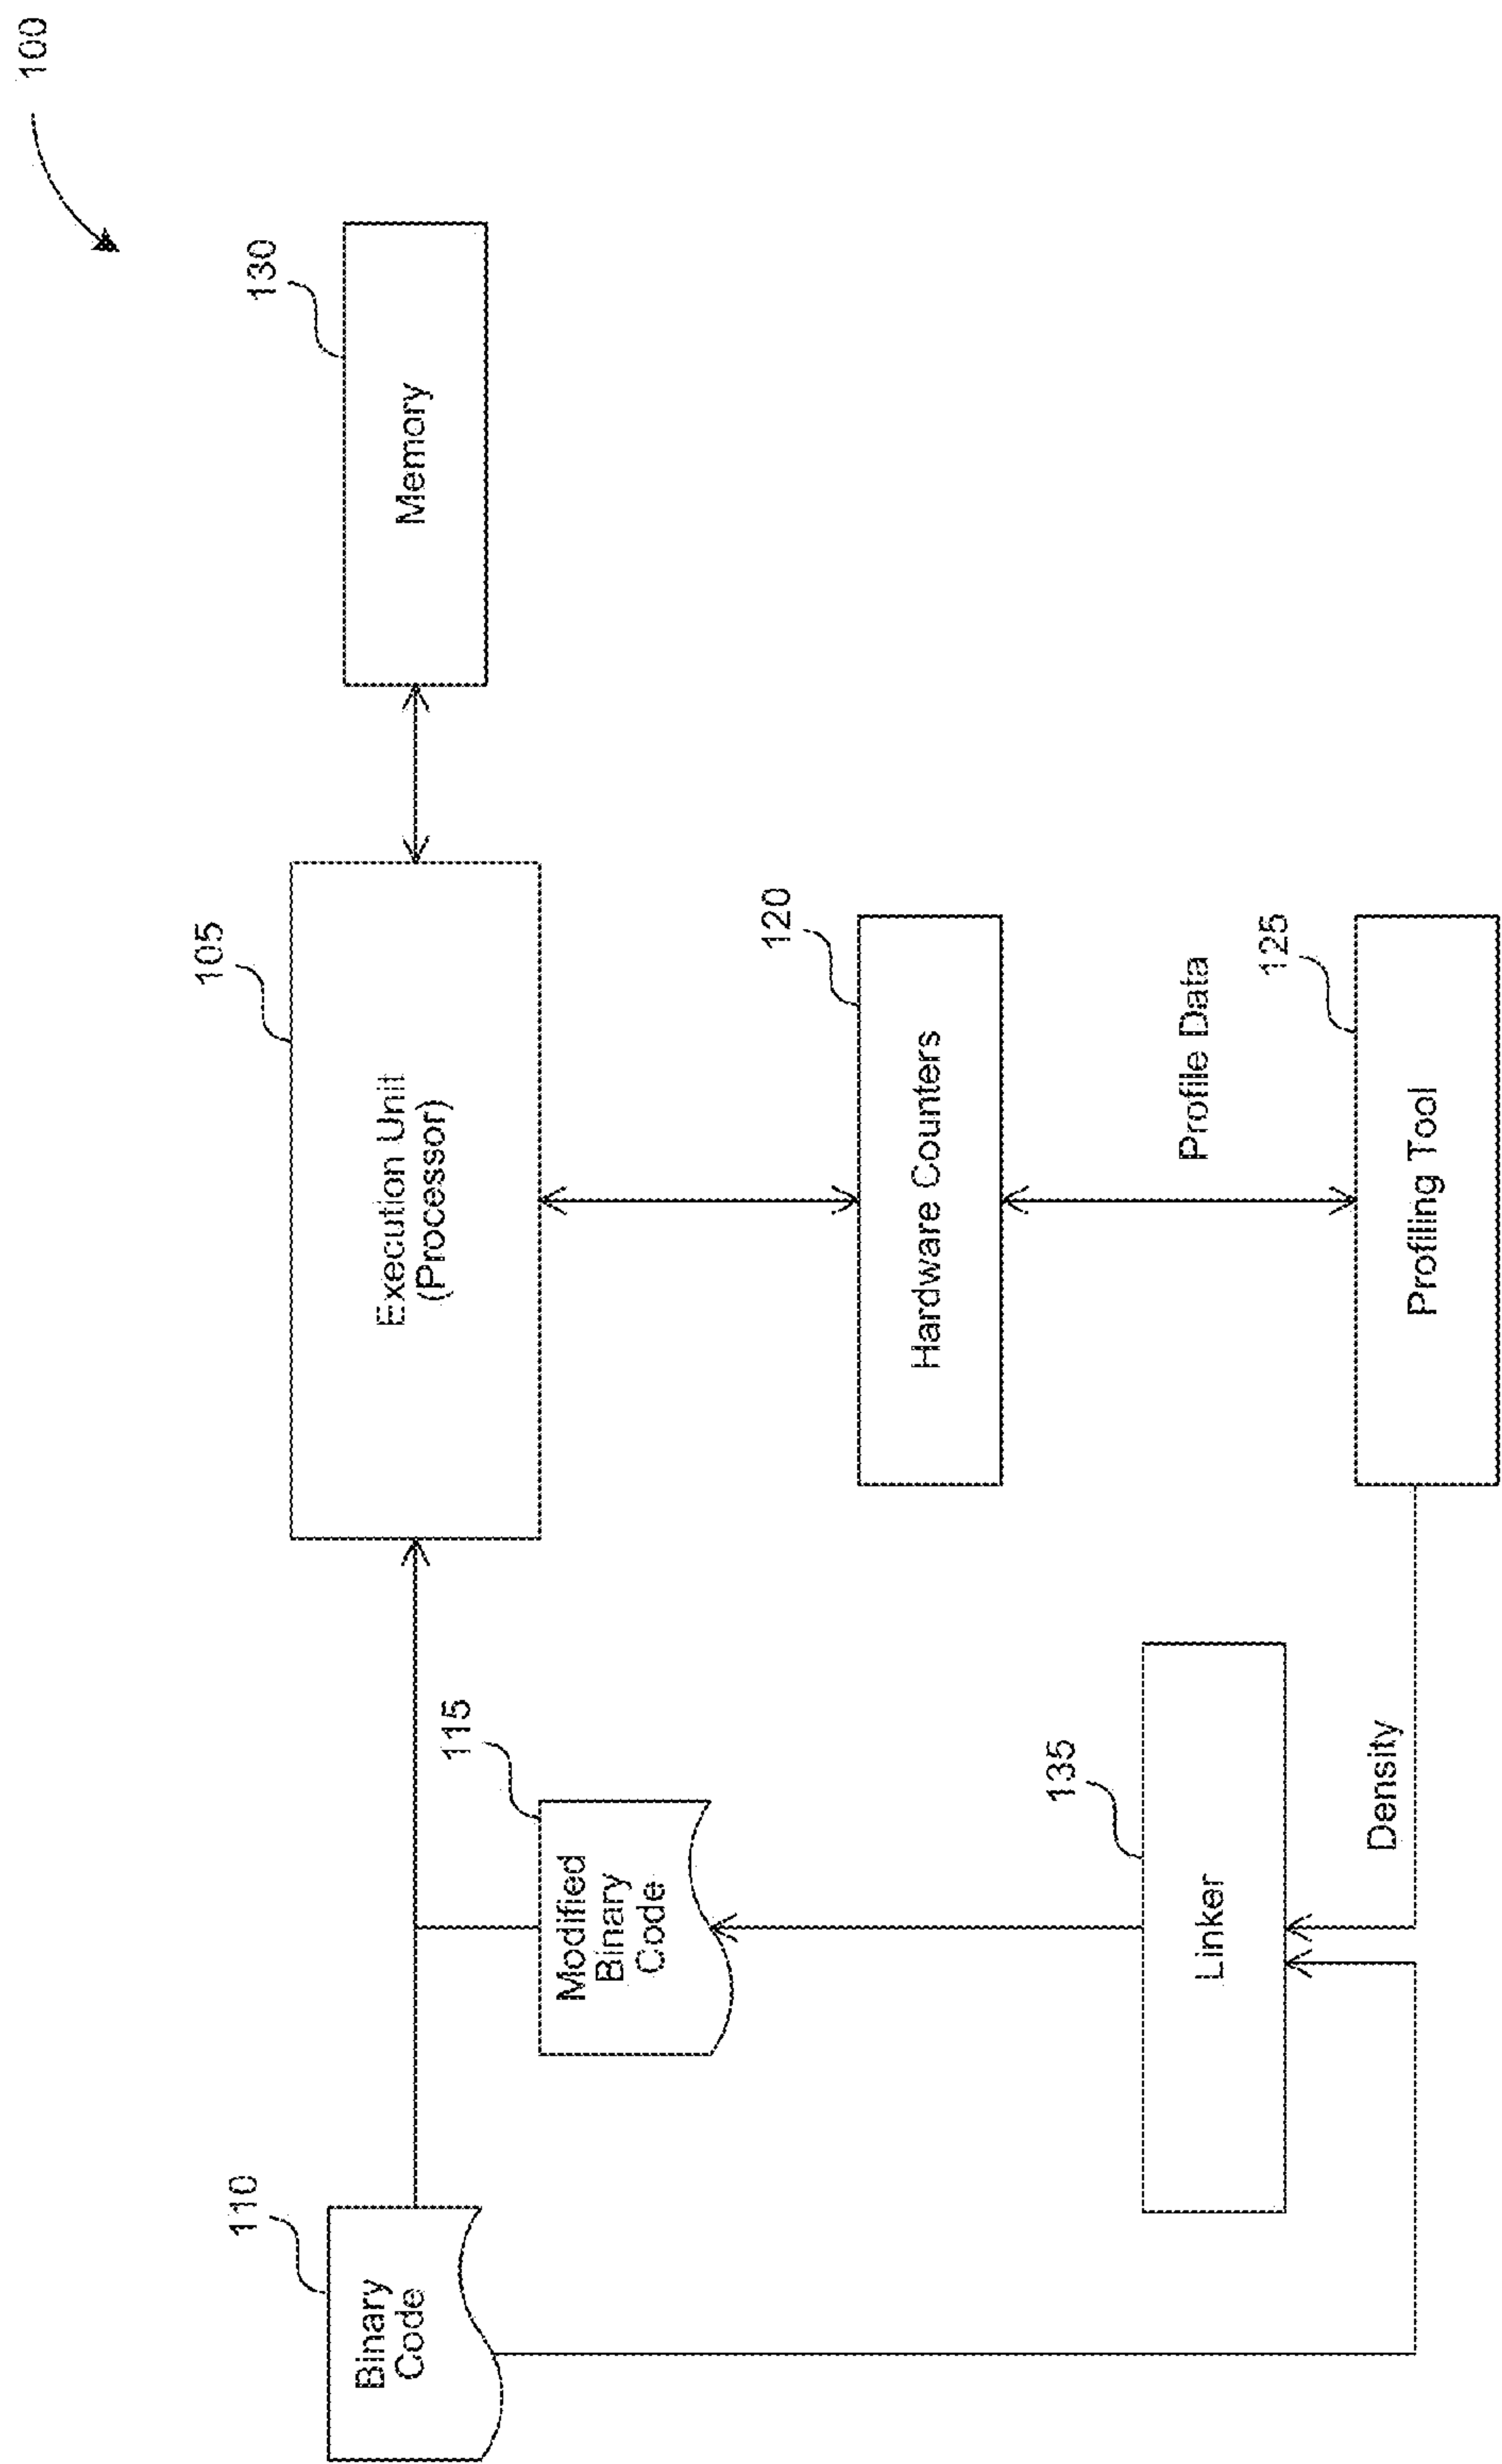 100
110
Binary
Code
115
Modified
Binary
Code
105
Execution Unit
(Processor)
130
Memory
120
Hardware Counters
135
Linker
Profile Data
Density
125
Profiling Tool